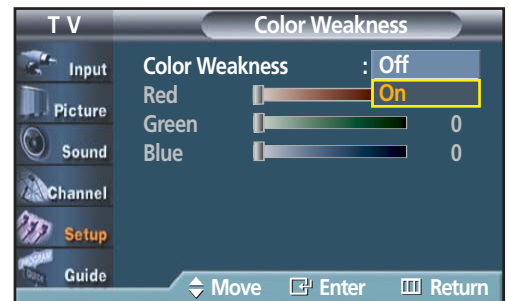 T V
Color Weakness
Input
Picture
Sound
Channel
Setup
Guide
Color Weakness : Off
Red On
Green 0
Blue 0
Move Enter Return